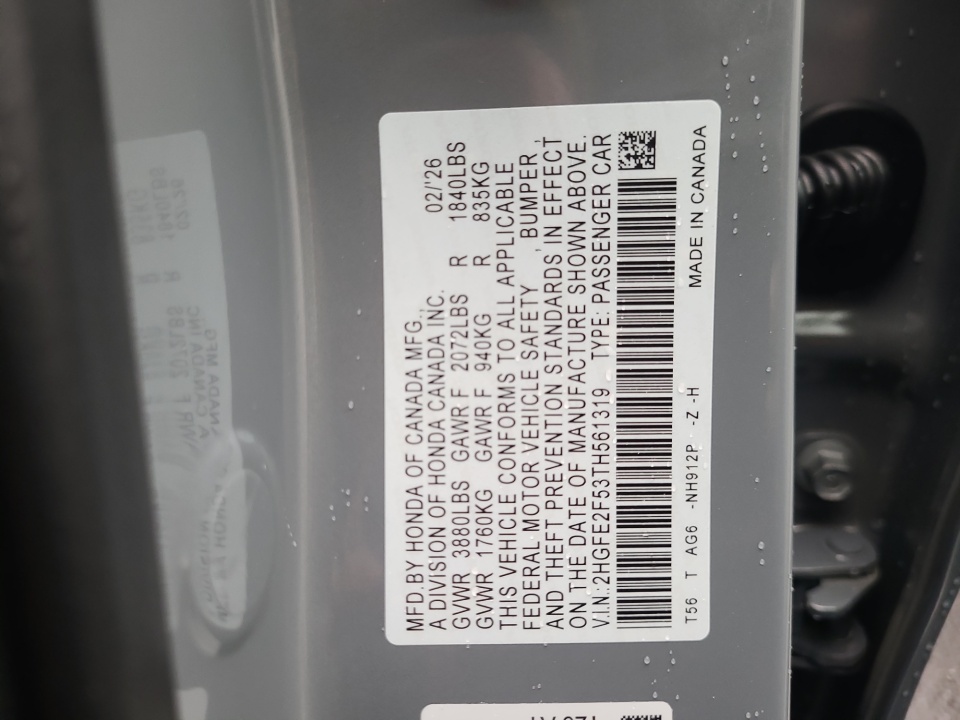 MFD.BY HONDA OF CANADA MFG., 02/'26
A DIVISION OF HONDA CANADA INC.
GVWR 3880LBS GAWR F 2072LBS R 1840LBS
GVWR 1760KG GAWR F 940KG R 835KG
THIS VEHICLE CONFORMS TO ALL APPLICABLE
FEDERAL MOTOR VEHICLE SAFETY , BUMPER ,
AND THEFT PREVENTION STANDARDS IN EFFECT
ON THE DATE OF MANUFACTURE SHOWN ABOVE.
V.I.N.:2HGFE2F53TH561319 TYPE: PASSENGER CAR
T56 T AG6 -NH912P -Z -H MADE IN CANADA